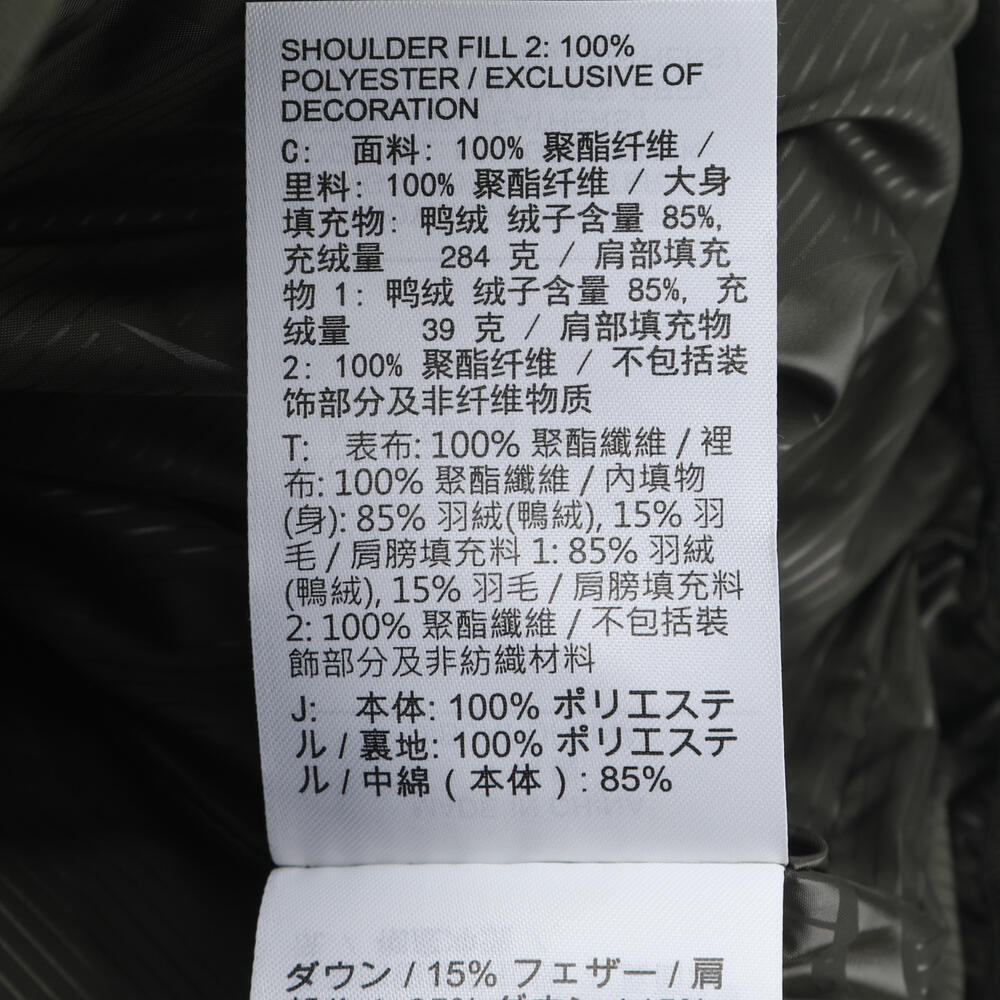 SHOULDER FILL 2: 100%
POLYESTER / EXCLUSIVE OF
DECORATION
C: 面料: 100% 聚酯纤维 /
里料: 100% 聚酯纤维 / 大身
填充物: 鸭绒 绒子含量 85%,
充绒量 284 克 / 肩部填充
物 1: 鸭绒 绒子含量 85%, 充
绒量 39 克 / 肩部填充物
2: 100% 聚酯纤维 / 不包括装
饰部分及非纤维物质
T: 表布: 100% 聚酯纖維 / 裡
布: 100% 聚酯纖維 / 內填物
(身): 85% 羽絨(鴨絨), 15% 羽
毛 / 肩膀填充料 1: 85% 羽絨
(鴨絨), 15% 羽毛 / 肩膀填充料
2: 100% 聚酯纖維 / 不包括裝
飾部分及非紡織材料
J: 本体: 100% ポリエステ
ル / 裏地: 100% ポリエステ
ル / 中綿 ( 本体 ) : 85%
ダウン / 15% フェザー / 肩